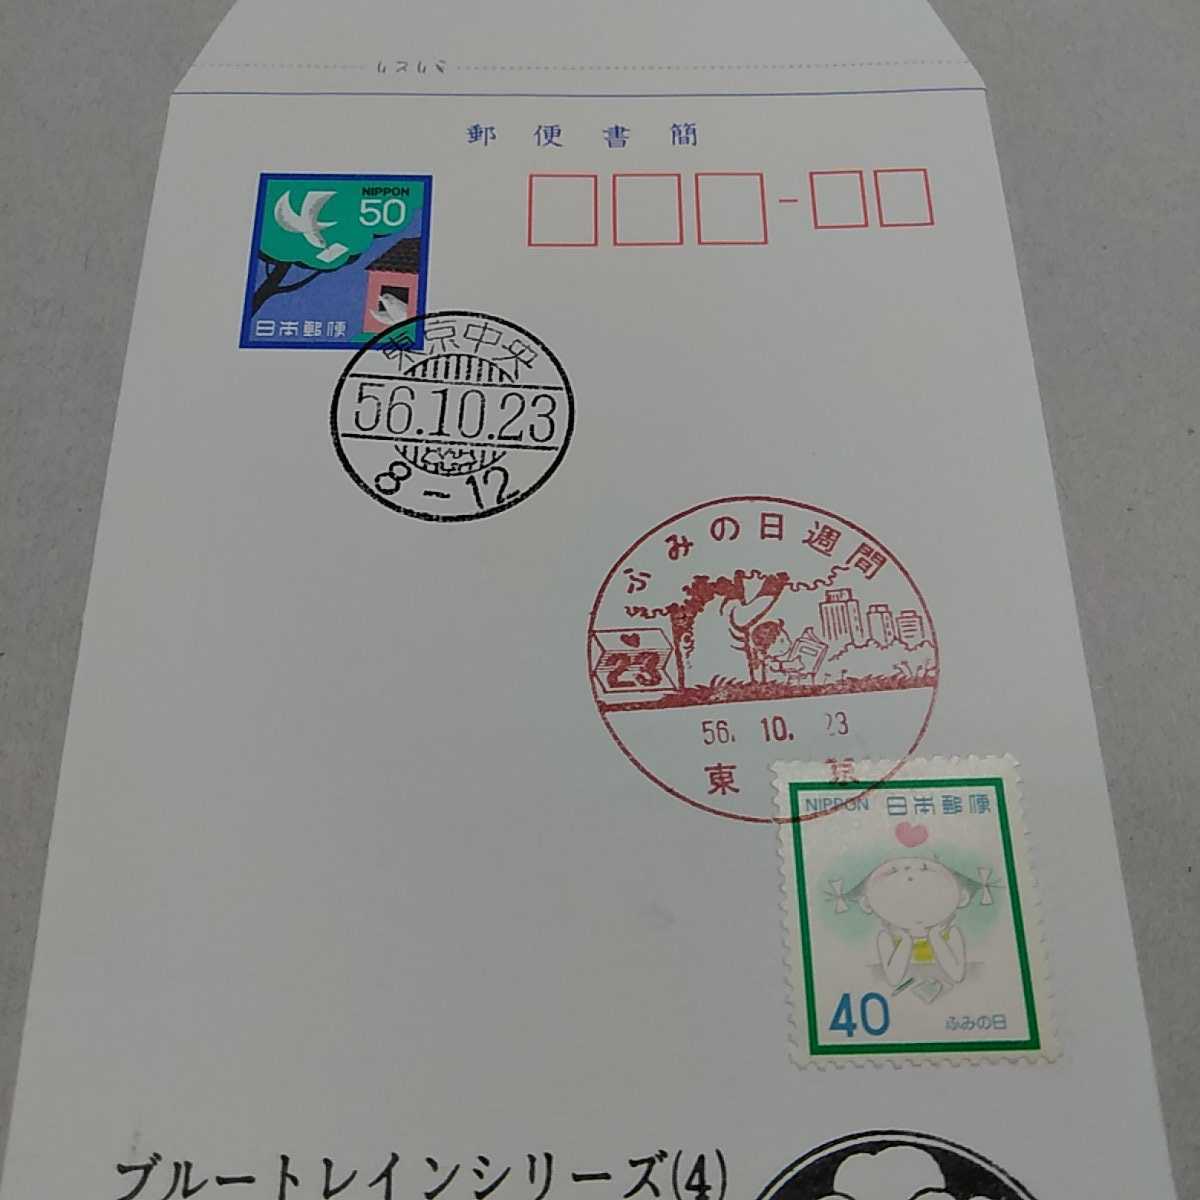 郵便書簡
NIPPON
50
日本郵便
東京中央
56.10.23
8-12
ふみの日週間
23
56. 10. 23
東京
NIPPON 日本郵便
40
ふみの日
ブルートレインシリーズ(4)